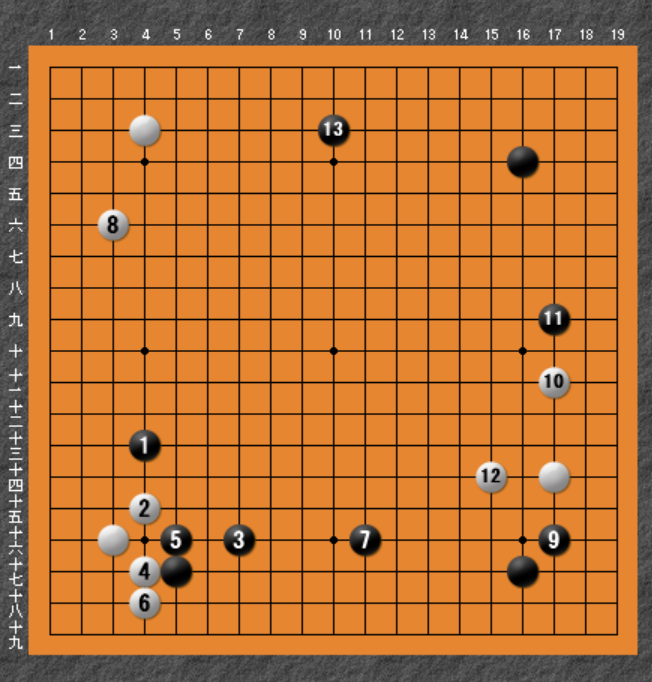 1 2 3 4 5 6 7 8 9 10 11 12 13 14 15 16 17 18 19
一
二
三 13
四
五
六 8
七
八
九 11
十
十一 10
十二
十三 1
十四 12
十五 2
十六 5 3 7 9
十七 4
十八 6
十九